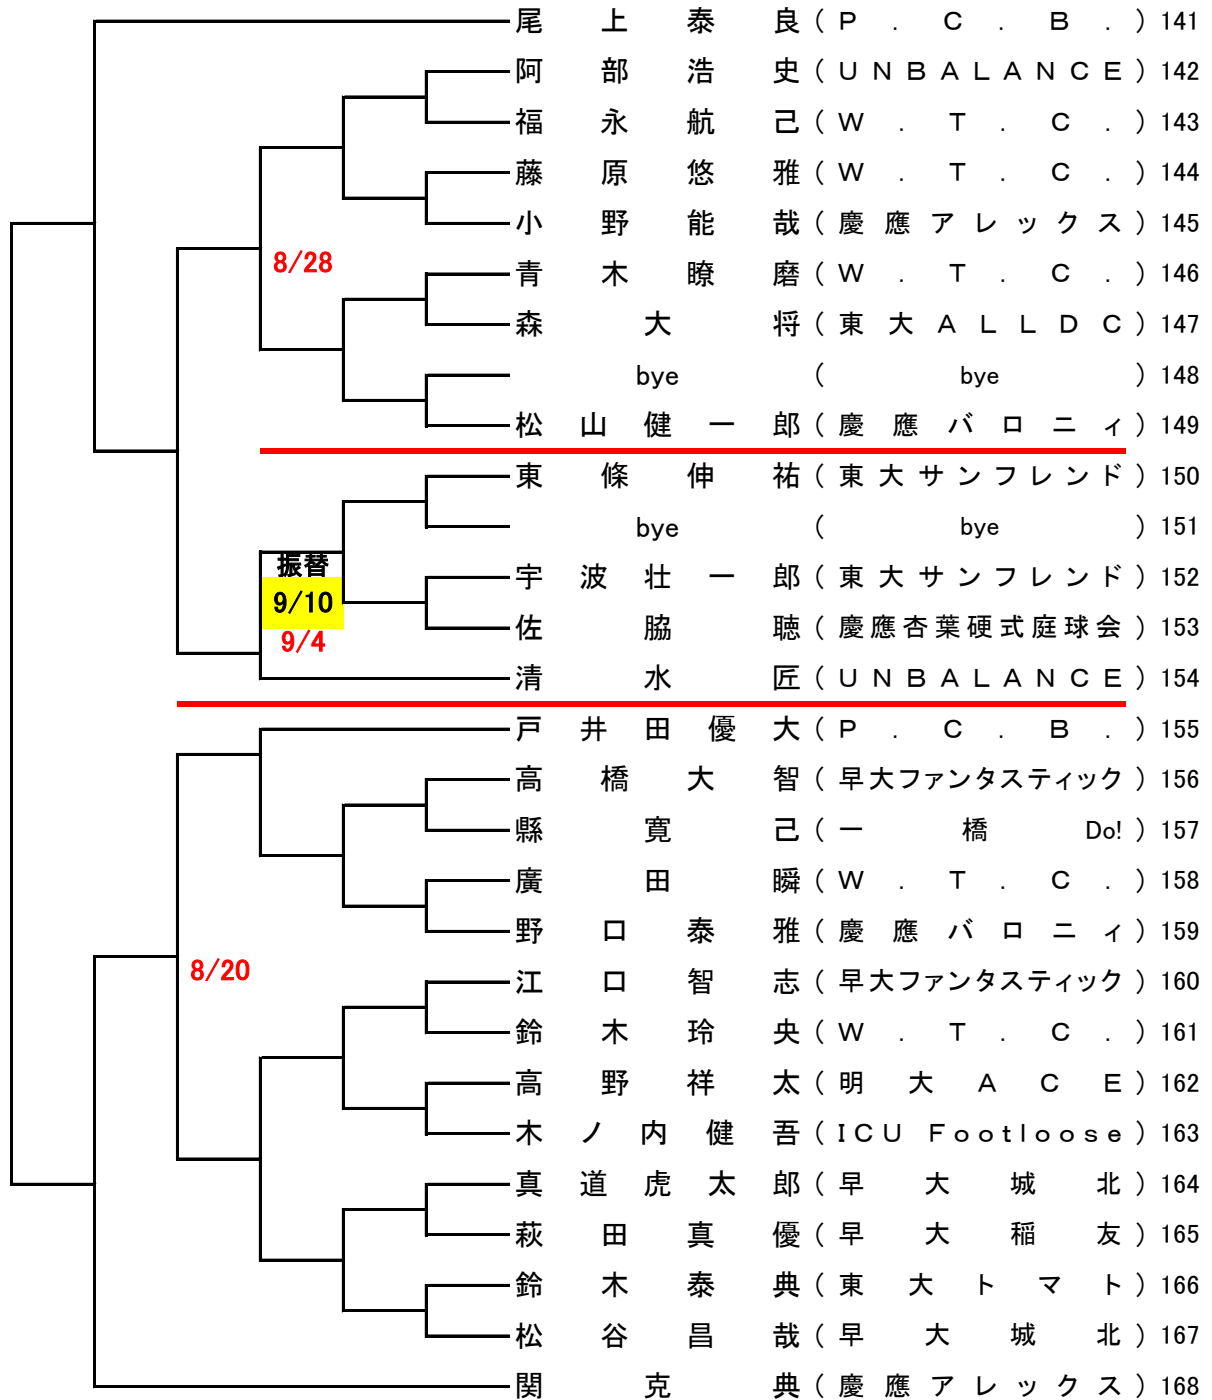 尾上泰良（P.C.B.）141
阿部浩史（UNBALANCE）142
福永航己（W.T.C.）143
藤原悠雅（W.T.C.）144
小野能哉（慶應アレックス）145
8/28
青木瞭磨（W.T.C.）146
森大将（東大ALLDC）147
bye（bye）148
松山健一郎（慶應バロニィ）149
東條伸祐（東大サンフレンド）150
bye（bye）151
振替
宇波壮一郎（東大サンフレンド）152
9/10
佐脇聴（慶應杏葉硬式庭球会）153
9/4
清水匠（UNBALANCE）154
戸井田優大（P.C.B.）155
高橋大智（早大ファンタスティック）156
縣寛己（一橋Do!）157
廣田瞬（W.T.C.）158
野口泰雅（慶應バロニィ）159
8/20
江口智志（早大ファンタスティック）160
鈴木玲央（W.T.C.）161
高野祥太（明大ACE）162
木ノ内健吾（ICU Footloose）163
真道虎太郎（早大城北）164
萩田真優（早大稲友）165
鈴木泰典（東大トマト）166
松谷昌哉（早大城北）167
関克典（慶應アレックス）168